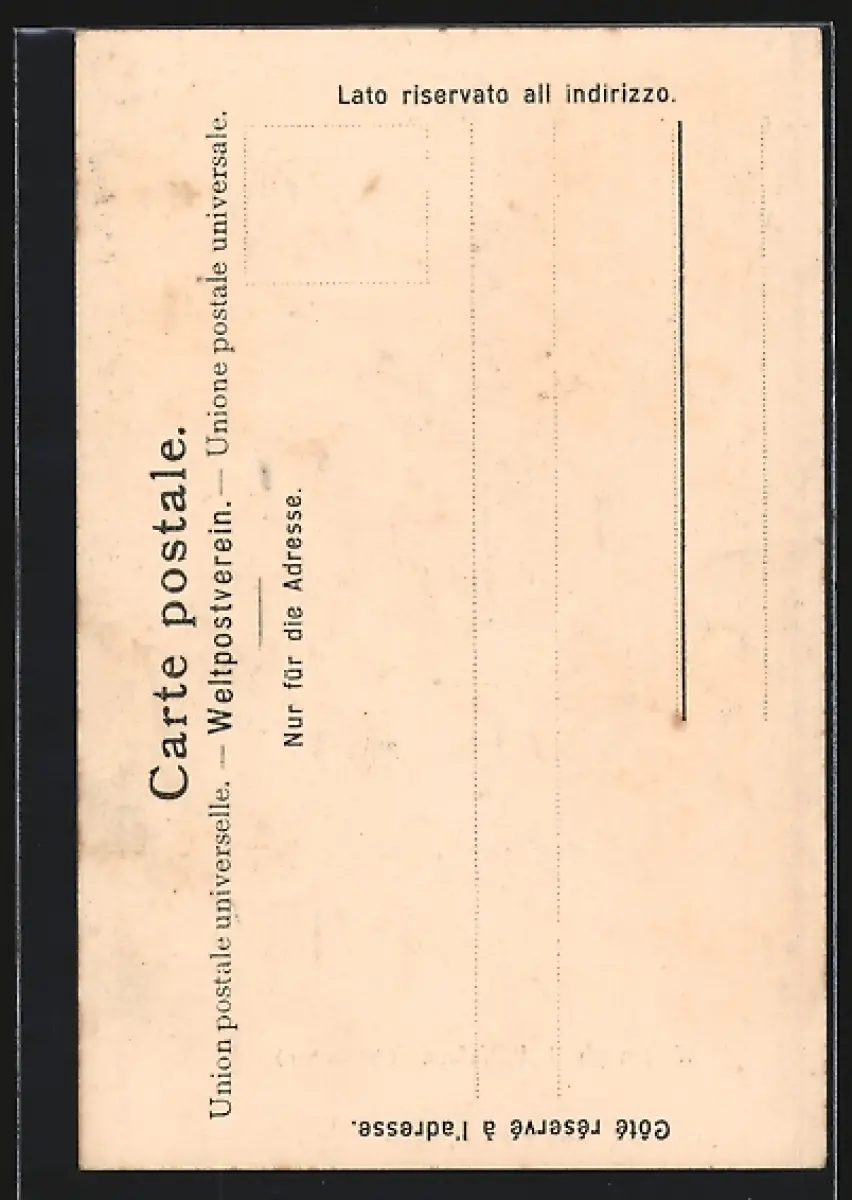 Carte postale.
Union postale universelle. — Weltpostverein. — Unione postale universale.
Nur für die Adresse.
Côté réservé à l'adresse.
Lato riservato all indirizzo.